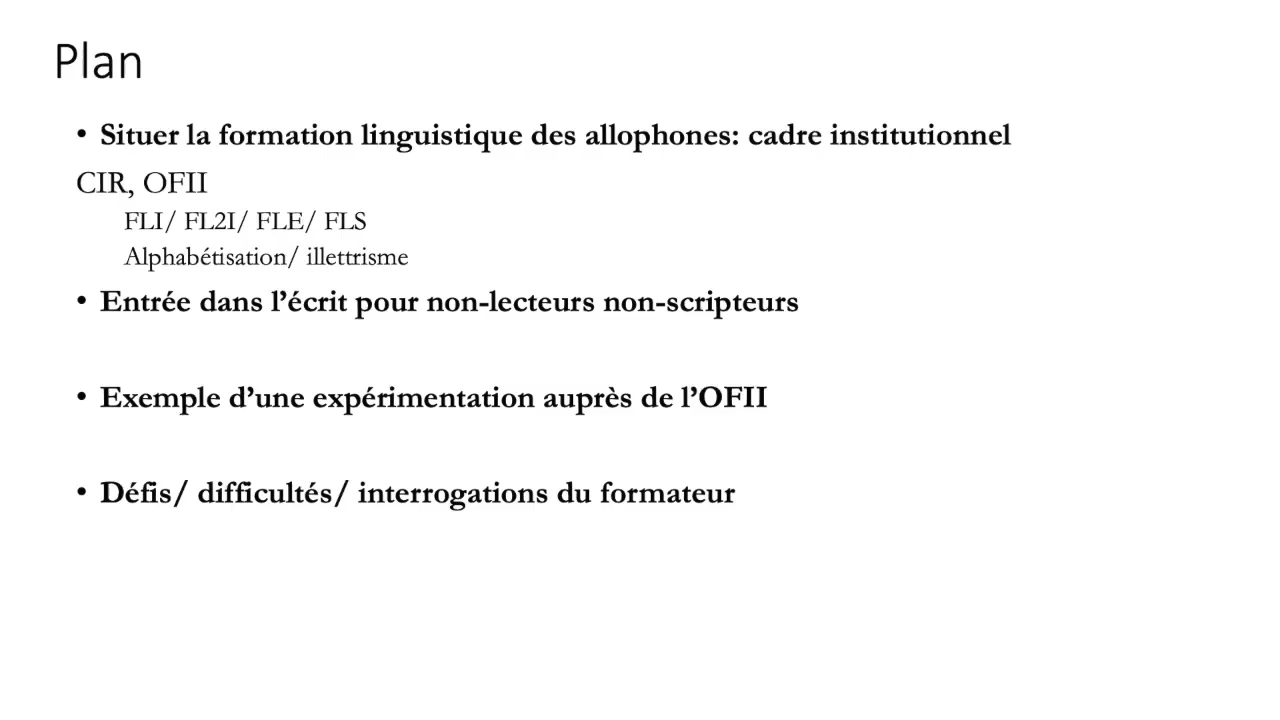 Plan
• Situer la formation linguistique des allophones: cadre institutionnel
CIR, OFII
FLI/ FL2I/ FLE/ FLS
Alphabétisation/ illettrisme
• Entrée dans l’écrit pour non-lecteurs non-scripteurs
• Exemple d’une expérimentation auprès de l’OFII
• Défis/ difficultés/ interrogations du formateur